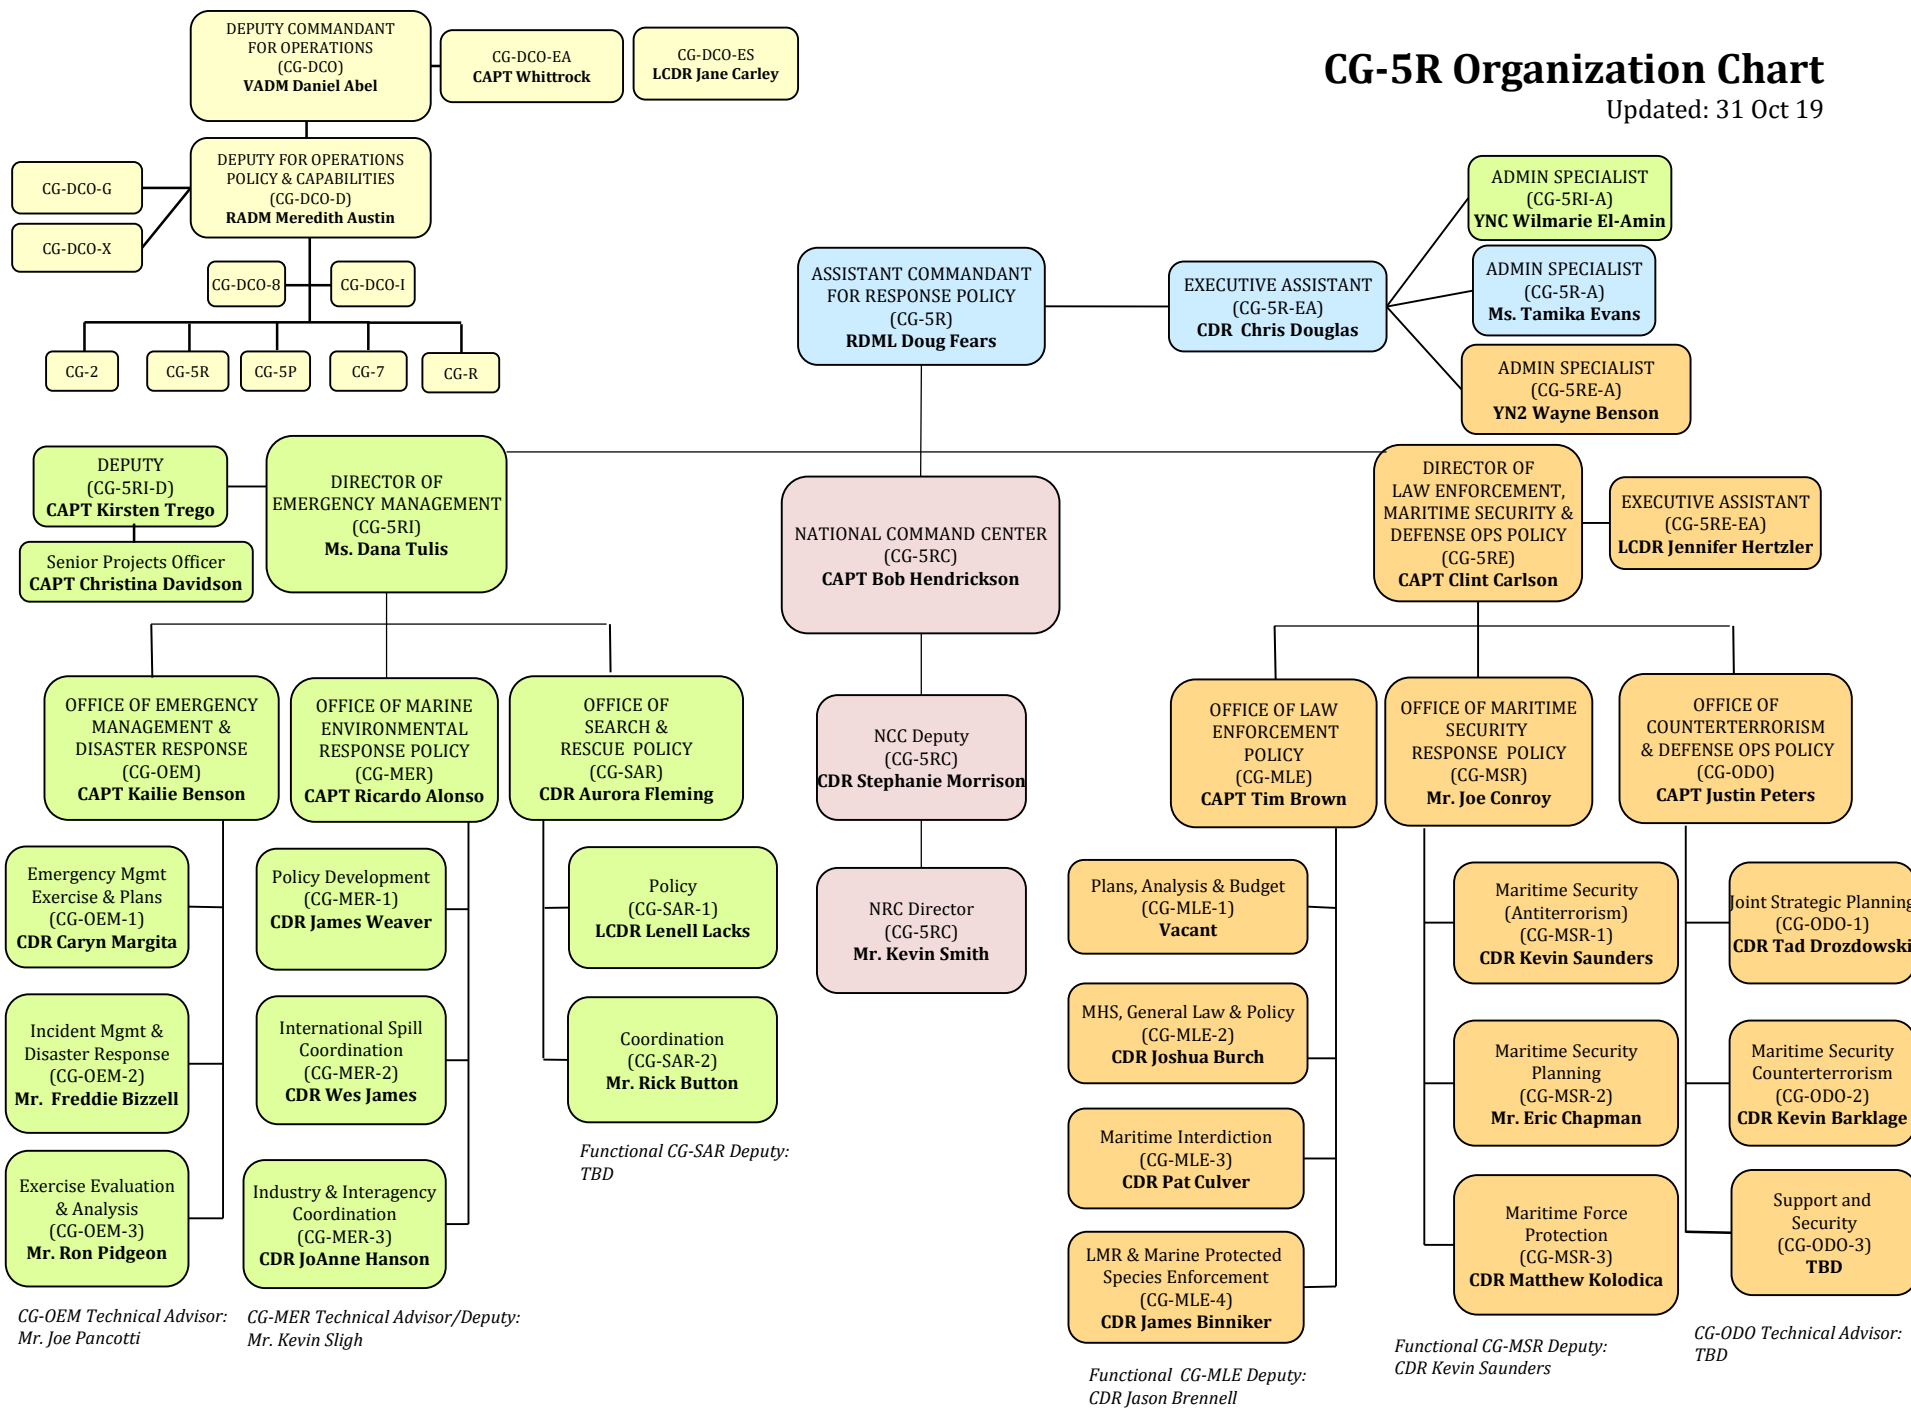 CG-5R Organization Chart
Updated: 31 Oct 19
DEPUTY COMMANDANT
FOR OPERATIONS
(CG-DCO)
VADM Daniel Abel
CG-DCO-EA
CAPT Whittrock
CG-DCO-ES
LCDR Jane Carley
DEPUTY FOR OPERATIONS
POLICY & CAPABILITIES
(CG-DCO-D)
RADM Meredith Austin
CG-DCO-G
CG-DCO-X
CG-DCO-8
CG-DCO-I
CG-2
CG-5R
CG-5P
CG-7
CG-R
ASSISTANT COMMANDANT
FOR RESPONSE POLICY
(CG-5R)
RDML Doug Fears
EXECUTIVE ASSISTANT
(CG-5R-EA)
CDR Chris Douglas
ADMIN SPECIALIST
(CG-5RI-A)
YNC Wilmarie El-Amin
ADMIN SPECIALIST
(CG-5R-A)
Ms. Tamika Evans
ADMIN SPECIALIST
(CG-5RE-A)
YN2 Wayne Benson
DEPUTY
(CG-5RI-D)
CAPT Kirsten Trego
Senior Projects Officer
CAPT Christina Davidson
DIRECTOR OF
EMERGENCY MANAGEMENT
(CG-5RI)
Ms. Dana Tulis
NATIONAL COMMAND CENTER
(CG-5RC)
CAPT Bob Hendrickson
DIRECTOR OF
LAW ENFORCEMENT,
MARITIME SECURITY &
DEFENSE OPS POLICY
(CG-5RE)
CAPT Clint Carlson
EXECUTIVE ASSISTANT
(CG-5RE-EA)
LCDR Jennifer Hertzler
OFFICE OF EMERGENCY
MANAGEMENT &
DISASTER RESPONSE
(CG-OEM)
CAPT Kailie Benson
OFFICE OF MARINE
ENVIRONMENTAL
RESPONSE POLICY
(CG-MER)
CAPT Ricardo Alonso
OFFICE OF
SEARCH &
RESCUE POLICY
(CG-SAR)
CDR Aurora Fleming
NCC Deputy
(CG-5RC)
CDR Stephanie Morrison
OFFICE OF LAW
ENFORCEMENT
POLICY
(CG-MLE)
CAPT Tim Brown
OFFICE OF MARITIME
SECURITY
RESPONSE POLICY
(CG-MSR)
Mr. Joe Conroy
OFFICE OF
COUNTERTERRORISM
& DEFENSE OPS POLICY
(CG-ODO)
CAPT Justin Peters
Emergency Mgmt
Exercise & Plans
(CG-OEM-1)
CDR Caryn Margita
Incident Mgmt &
Disaster Response
(CG-OEM-2)
Mr. Freddie Bizzell
Exercise Evaluation
& Analysis
(CG-OEM-3)
Mr. Ron Pidgeon
CG-OEM Technical Advisor:
Mr. Joe Pancotti
Policy Development
(CG-MER-1)
CDR James Weaver
International Spill
Coordination
(CG-MER-2)
CDR Wes James
Industry & Interagency
Coordination
(CG-MER-3)
CDR JoAnne Hanson
CG-MER Technical Advisor/Deputy:
Mr. Kevin Sligh
Policy
(CG-SAR-1)
LCDR Lenell Lacks
Coordination
(CG-SAR-2)
Mr. Rick Button
Functional CG-SAR Deputy:
TBD
NRC Director
(CG-5RC)
Mr. Kevin Smith
Plans, Analysis & Budget
(CG-MLE-1)
Vacant
MHS, General Law & Policy
(CG-MLE-2)
CDR Joshua Burch
Maritime Interdiction
(CG-MLE-3)
CDR Pat Culver
LMR & Marine Protected
Species Enforcement
(CG-MLE-4)
CDR James Binniker
Functional CG-MLE Deputy:
CDR Jason Brennell
Maritime Security
(Antiterrorism)
(CG-MSR-1)
CDR Kevin Saunders
Maritime Security
Planning
(CG-MSR-2)
Mr. Eric Chapman
Maritime Force
Protection
(CG-MSR-3)
CDR Matthew Kolodica
Functional CG-MSR Deputy:
CDR Kevin Saunders
Joint Strategic Planning
(CG-ODO-1)
CDR Tad Drozdowski
Maritime Security
Counterterrorism
(CG-ODO-2)
CDR Kevin Barklage
Support and
Security
(CG-ODO-3)
TBD
CG-ODO Technical Advisor:
TBD